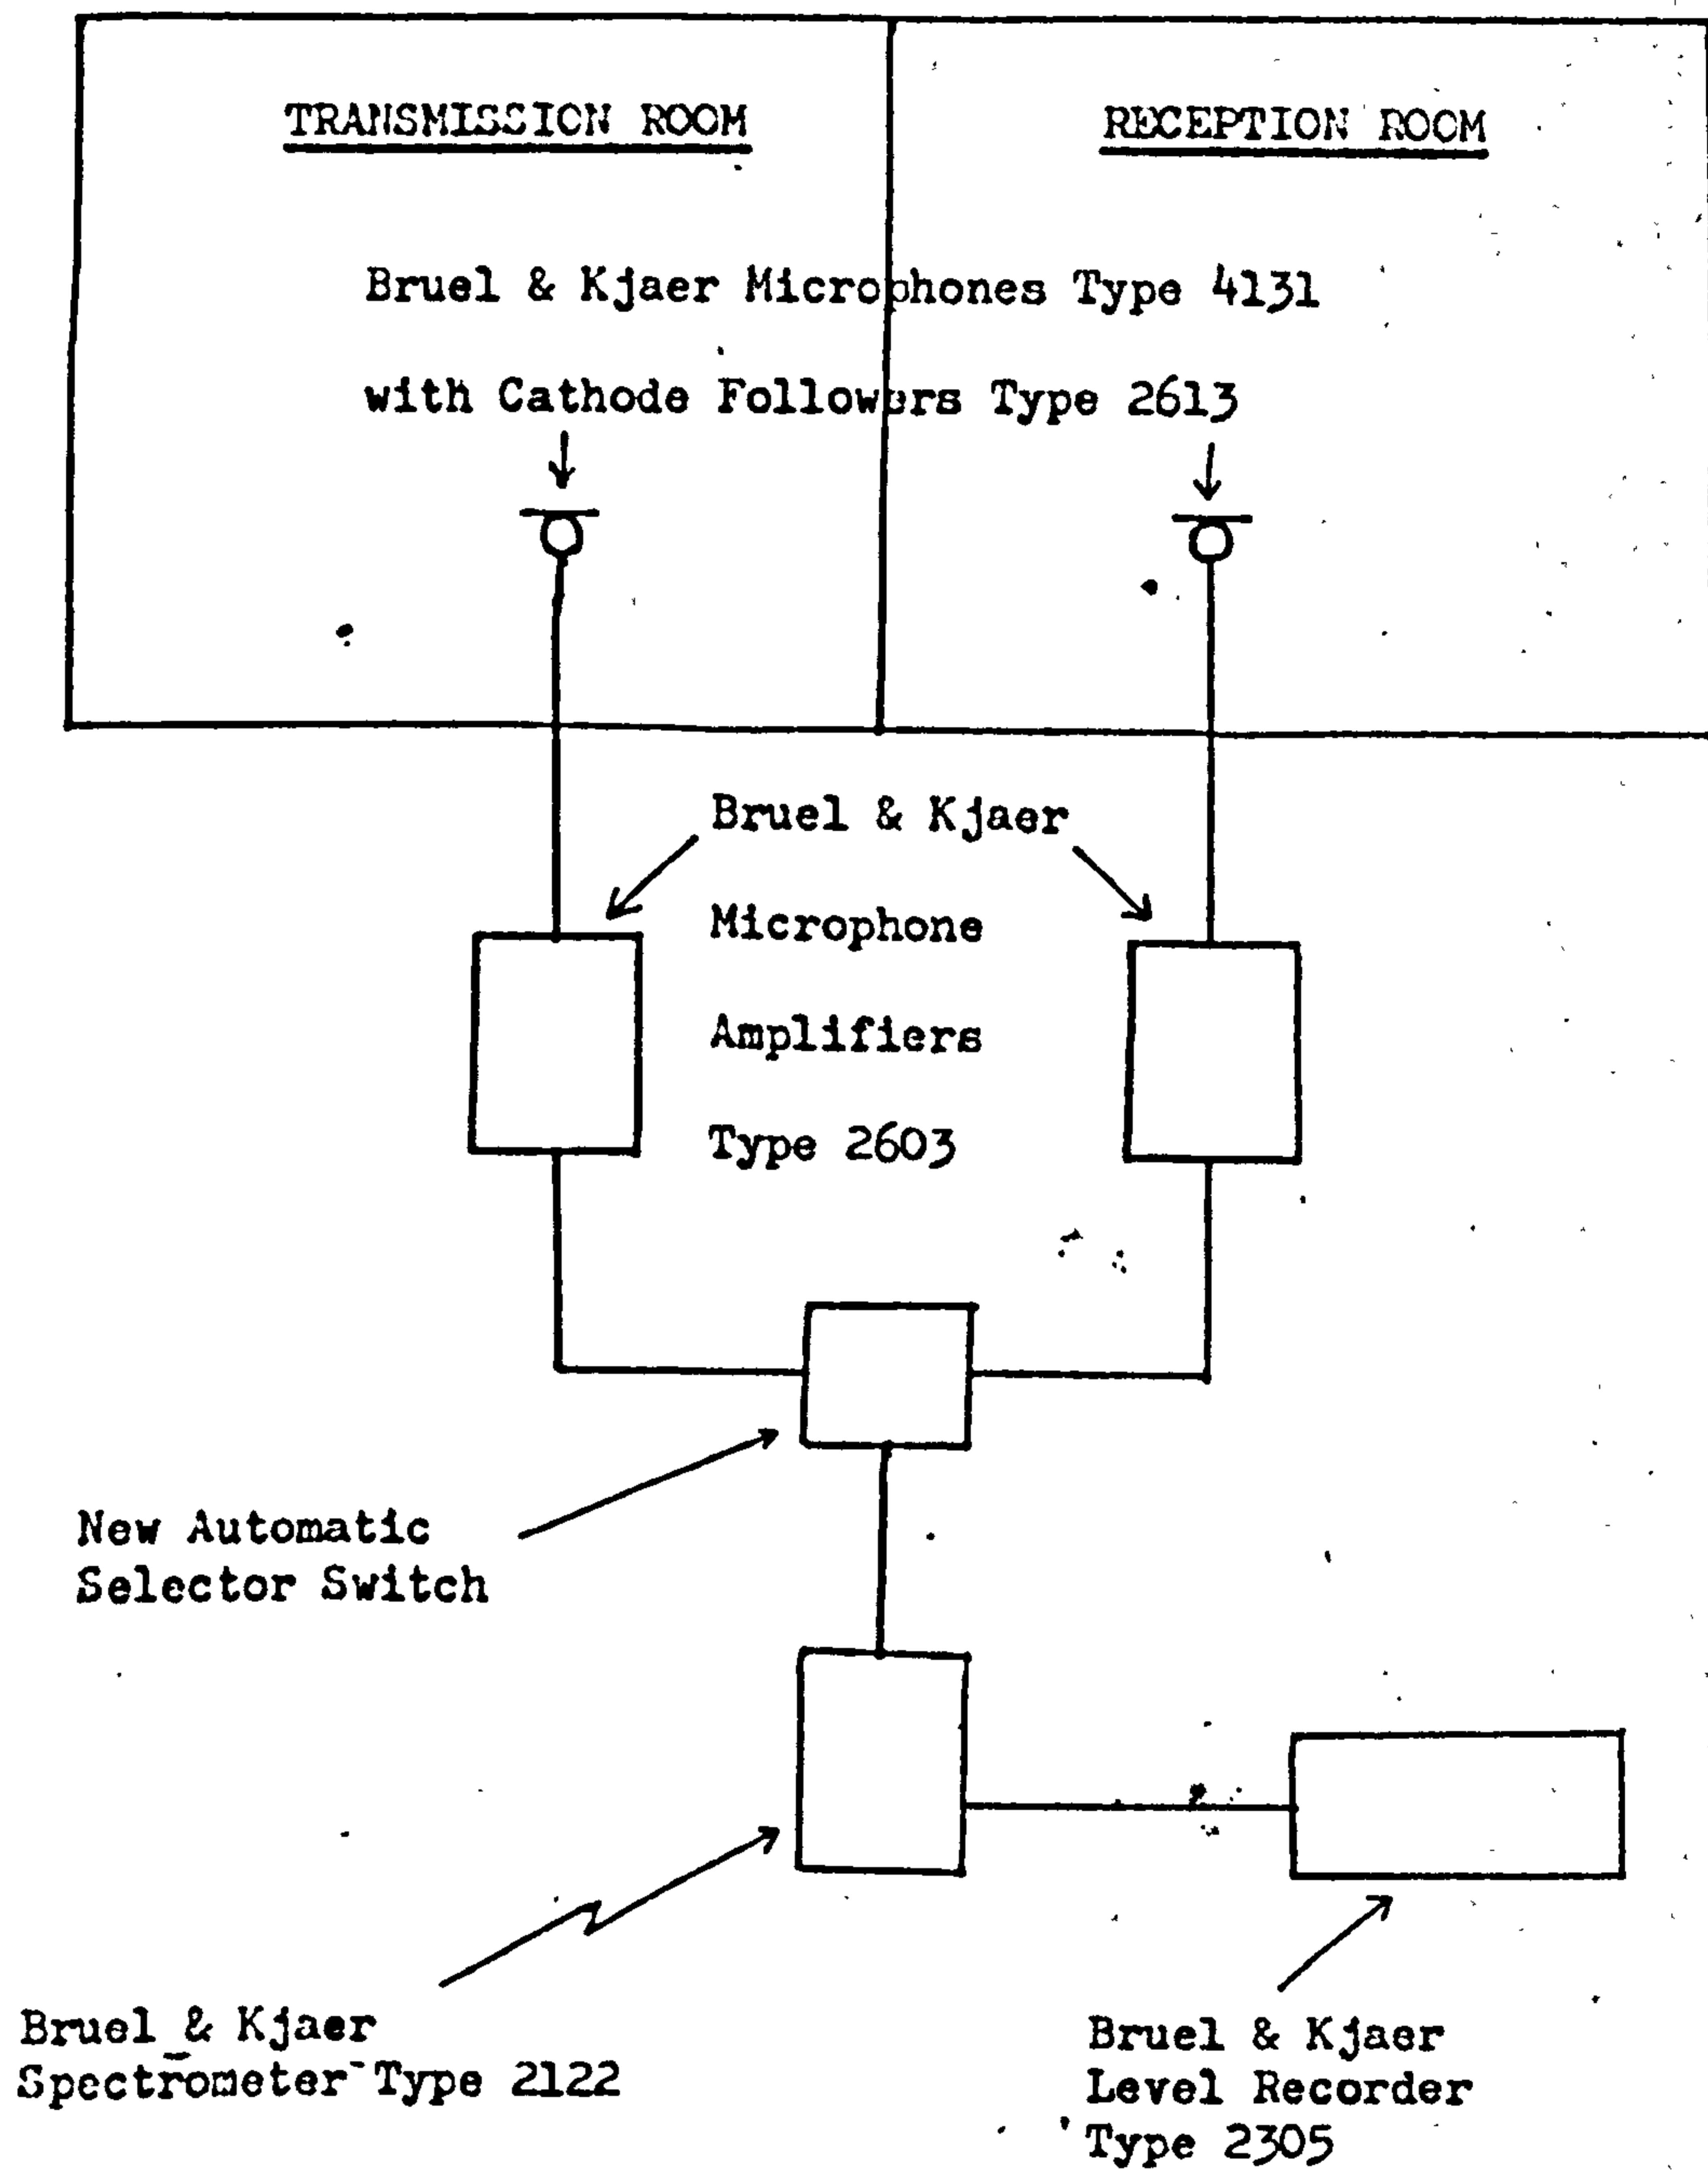 TRANSMISSION ROOM
RECEPTION ROOM
Bruel & Kjaer Microphones Type 4131
with Cathode Followers Type 2613
Bruel & Kjaer
Microphone
Amplifiers
Type 2603
New Automatic
Selector Switch
Bruel & Kjaer
Spectrometer Type 2122
Bruel & Kjaer
Level Recorder
Type 2305